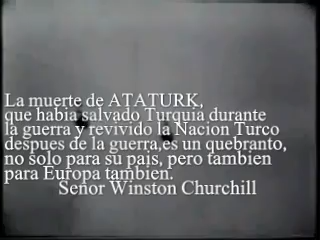 La muerte de ATATURK,
que habia salvado Turquia durante
la guerra y revivido la Nacion Turco
despues de la guerra,es un quebranto,
no solo para su país, pero tambien
para Europa tambien.
Señor Winston Churchill